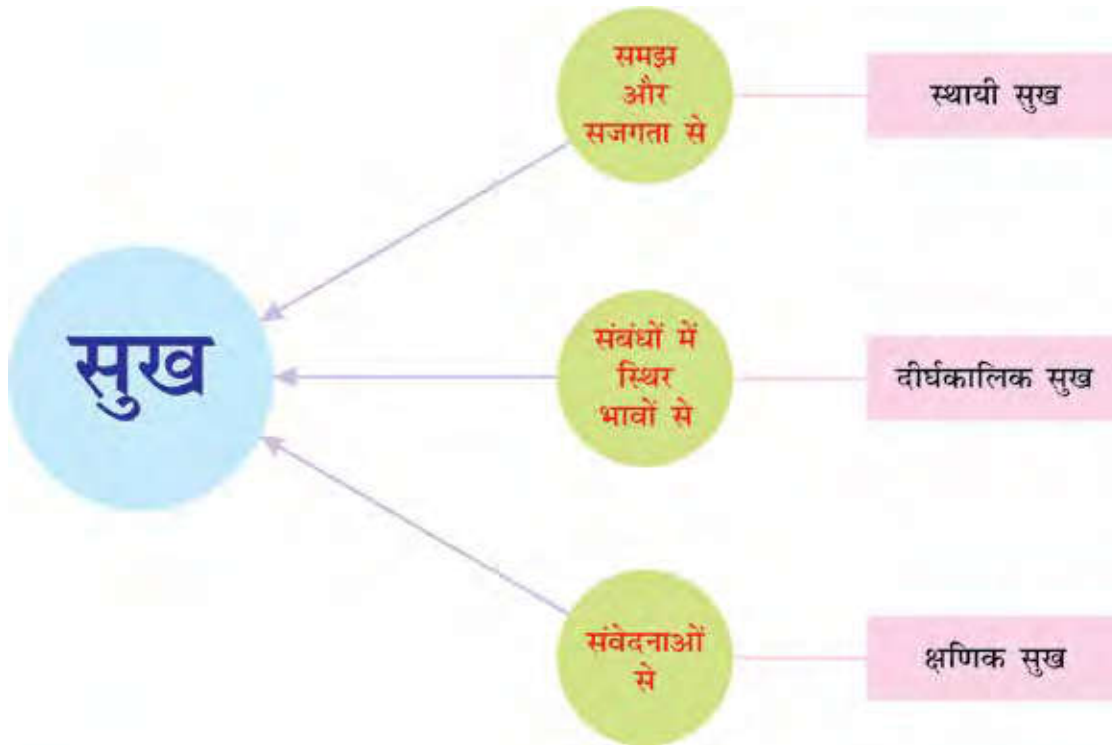 समझ
और
सजगता से
स्थायी सुख
सुख
संबंधों में
स्थिर
भावों से
दीर्घकालिक सुख
संवेदनाओं
से
क्षणिक सुख